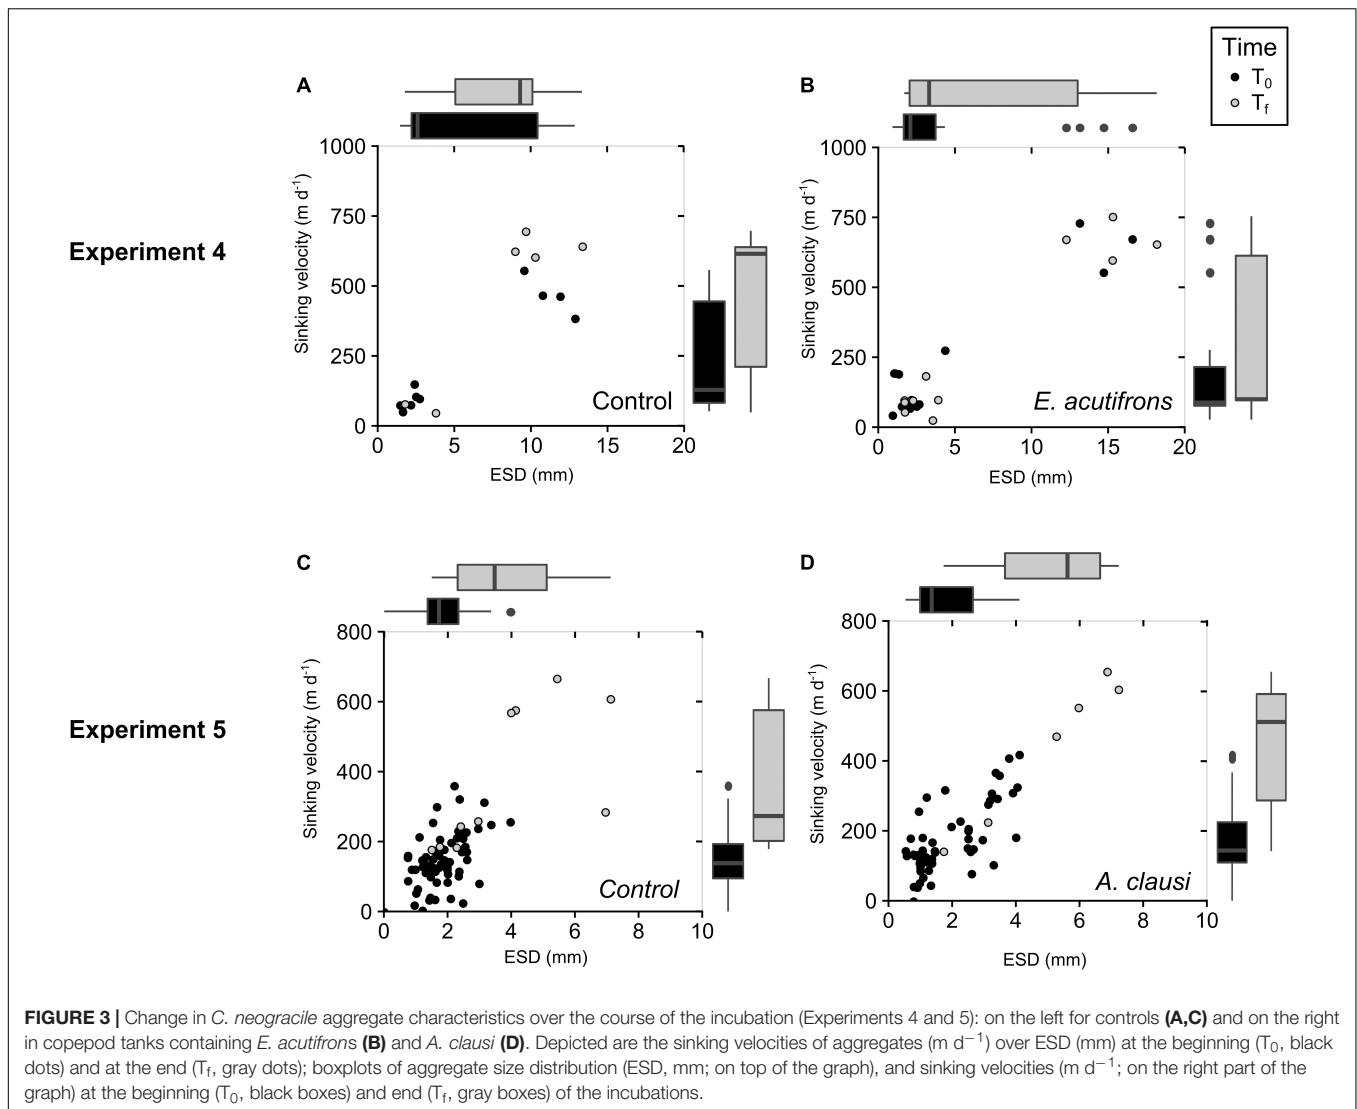 Time
T0
Tf
A
B
Experiment 4
Sinking velocity (m d-1)
1000
750
500
250
0
0 5 10 15 20
ESD (mm)
Control
Sinking velocity (m d-1)
1000
750
500
250
0
0 5 10 15 20
ESD (mm)
E. acutifrons
C
D
Experiment 5
Sinking velocity (m d-1)
800
600
400
200
0
0 2 4 6 8 10
ESD (mm)
Control
Sinking velocity (m d-1)
800
600
400
200
0
0 2 4 6 8 10
ESD (mm)
A. clausi
FIGURE 3 | Change in C. neogracile aggregate characteristics over the course of the incubation (Experiments 4 and 5): on the left for controls (A,C) and on the right
in copepod tanks containing E. acutifrons (B) and A. clausi (D). Depicted are the sinking velocities of aggregates (m d−1) over ESD (mm) at the beginning (T0, black
dots) and at the end (Tf, gray dots); boxplots of aggregate size distribution (ESD, mm; on top of the graph), and sinking velocities (m d−1; on the right part of the
graph) at the beginning (T0, black boxes) and end (Tf, gray boxes) of the incubations.